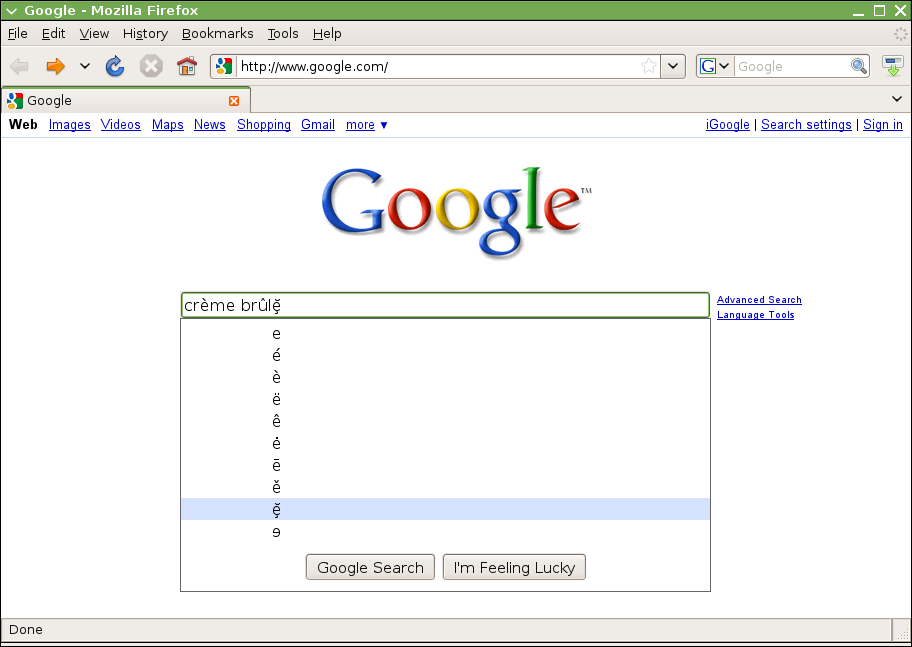 Google - Mozilla Firefox
File Edit View History Bookmarks Tools Help
http://www.google.com/ G Google
Google
Web Images Videos Maps News Shopping Gmail more ▼ iGoogle | Search settings | Sign in
Google™
crème brûlḝ Advanced Search
Language Tools
e
é
è
ë
ê
ė
ē
ě
ḝ
ɘ
Google Search I'm Feeling Lucky
Done